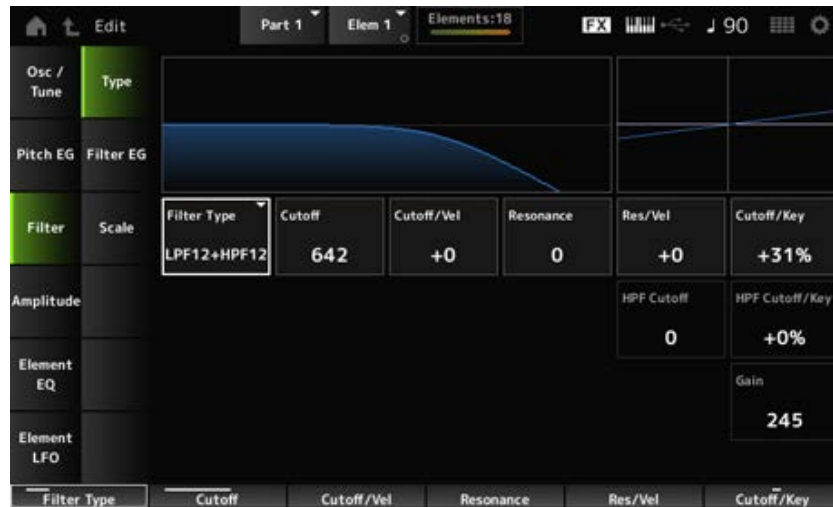 Edit
Part 1
Elem 1
Elements:18
FX
♩ 90
Osc /
Tune
Type
Pitch EG
Filter EG
Filter
Scale
Amplitude
Element
EQ
Element
LFO
Filter Type
LPF12+HPF12
Cutoff
642
Cutoff/Vel
+0
Resonance
0
Res/Vel
+0
Cutoff/Key
+31%
HPF Cutoff
0
HPF Cutoff/Key
+0%
Gain
245
Filter Type
Cutoff
Cutoff/Vel
Resonance
Res/Vel
Cutoff/Key